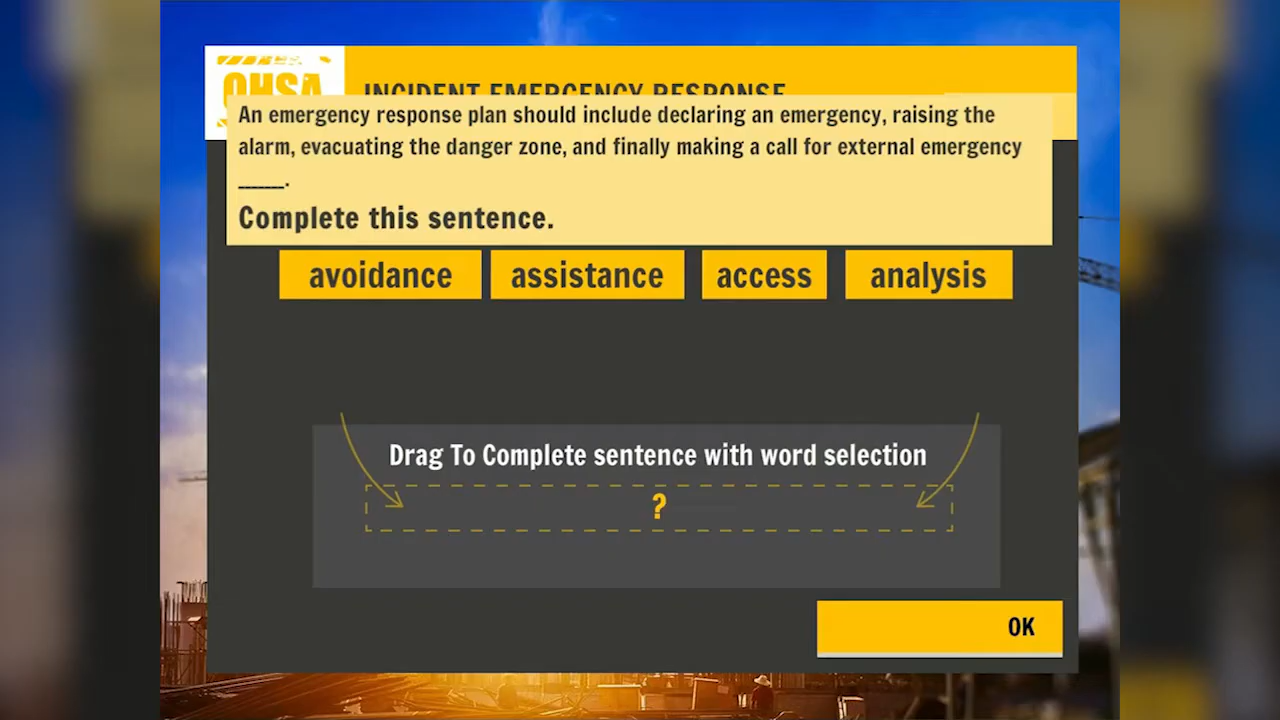 OHSA
INCIDENT EMERGENCY RESPONSE
An emergency response plan should include declaring an emergency, raising the
alarm, evacuating the danger zone, and finally making a call for external emergency
______.
Complete this sentence.
avoidance assistance access analysis
Drag To Complete sentence with word selection
?
OK